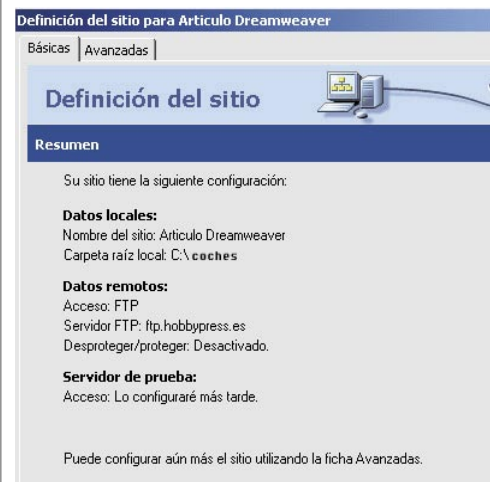 Definición del sitio para Articulo Dreamweaver
Básicas Avanzadas
Definición del sitio
Resumen
Su sitio tiene la siguiente configuración:
Datos locales:
Nombre del sitio: Articulo Dreamweaver
Carpeta raíz local: C:\coches
Datos remotos:
Acceso: FTP
Servidor FTP: ftp.hobbypress.es
Desproteger/proteger: Desactivado.
Servidor de prueba:
Acceso: Lo configuraré más tarde.
Puede configurar aún más el sitio utilizando la ficha Avanzadas.